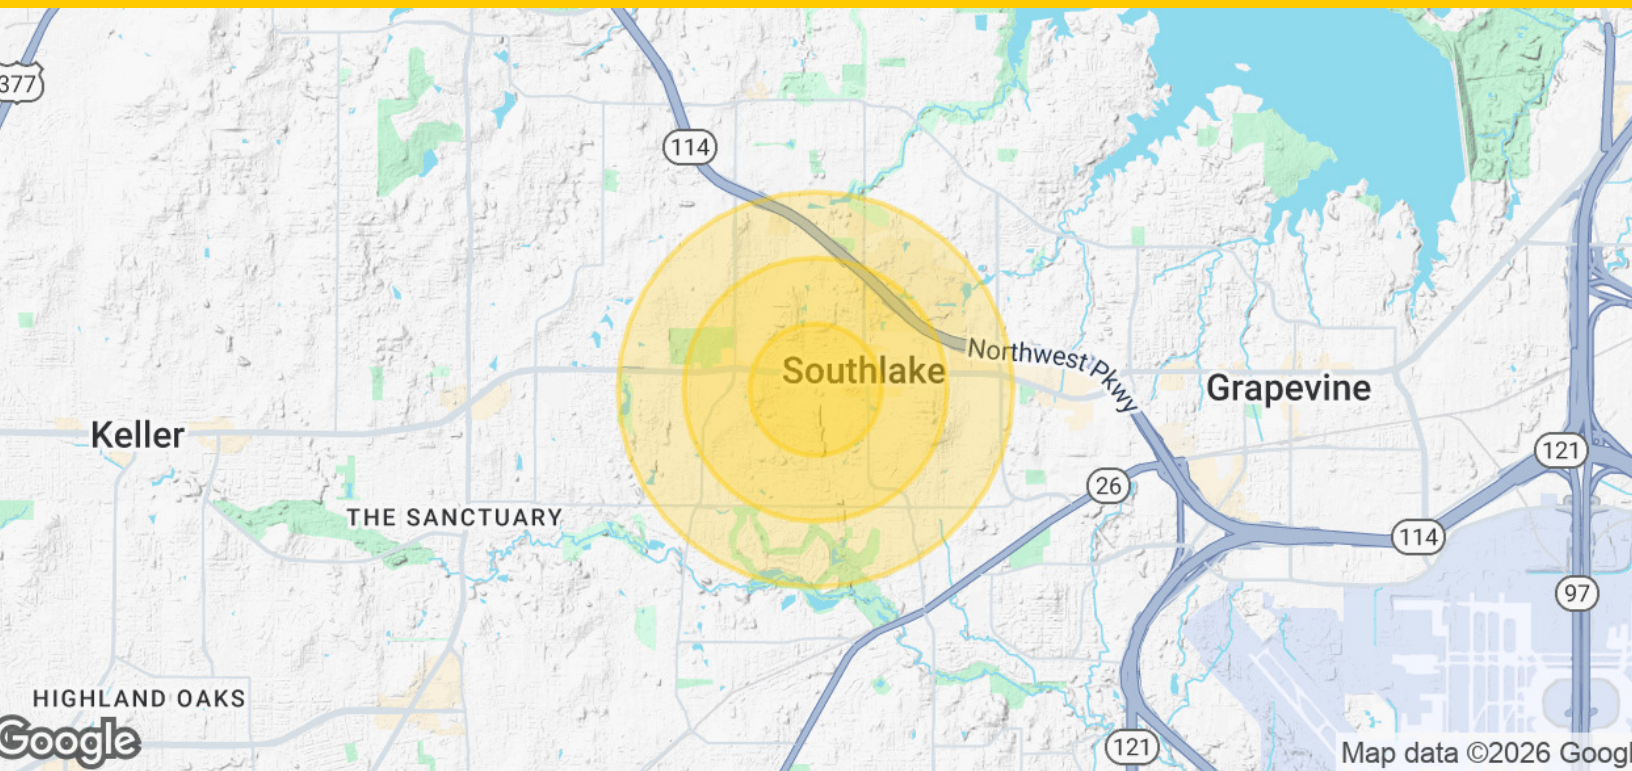 377
114
Northwest Pkwy
Southlake
Grapevine
Keller
121
26
THE SANCTUARY
114
97
HIGHLAND OAKS
Google
121
Map data ©2026 Googl